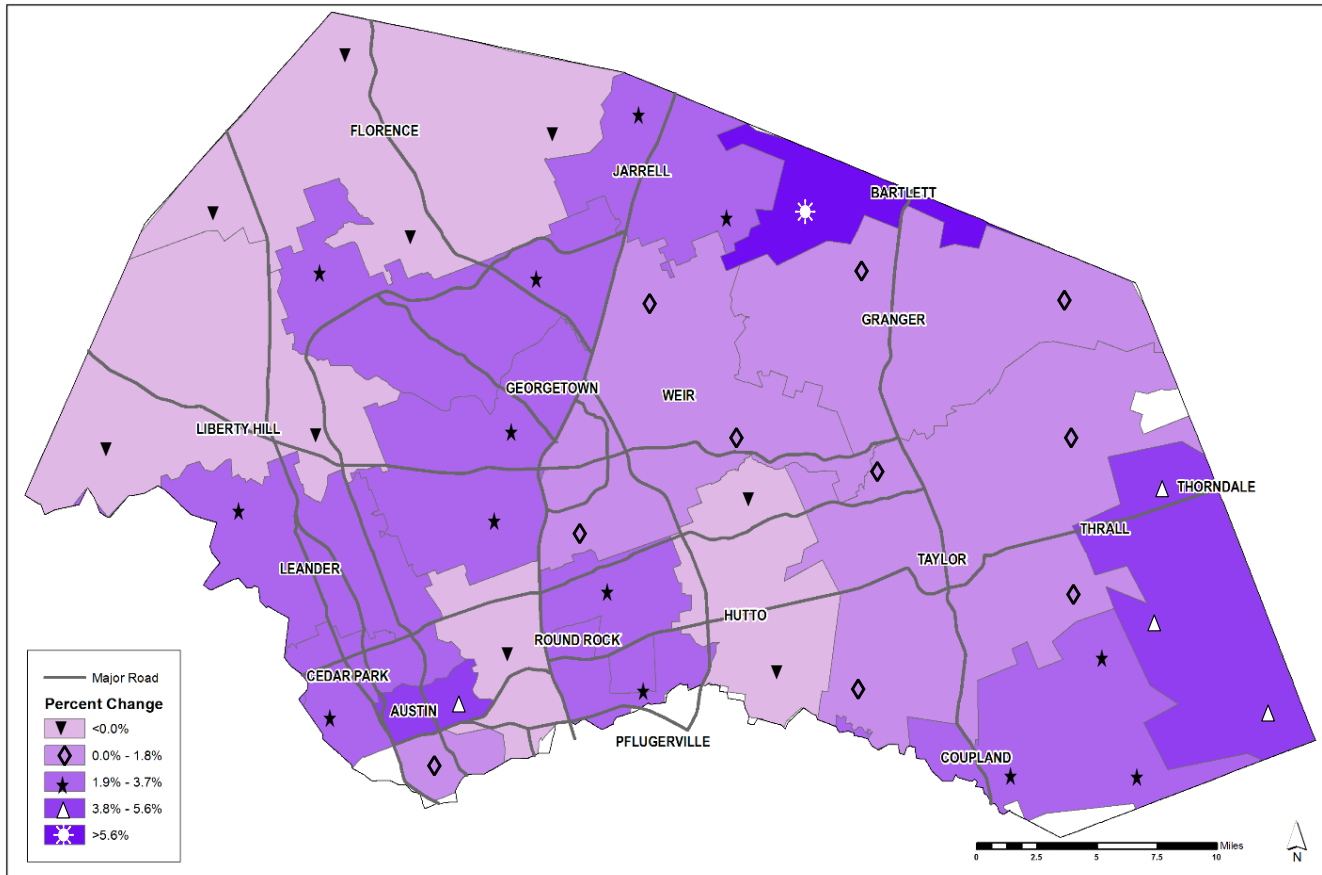 FLORENCE
JARRELL
BARTLETT
GRANGER
GEORGETOWN
WEIR
LIBERTY HILL
THORNDALE
THRALL
TAYLOR
LEANDER
HUTTO
ROUND ROCK
CEDAR PARK
AUSTIN
PFLUGERVILLE
COUPLAND
Major Road
Percent Change
<0.0%
0.0% - 1.8%
1.9% - 3.7%
3.8% - 5.6%
>5.6%
Miles
0 2.5 5 7.5 10
N